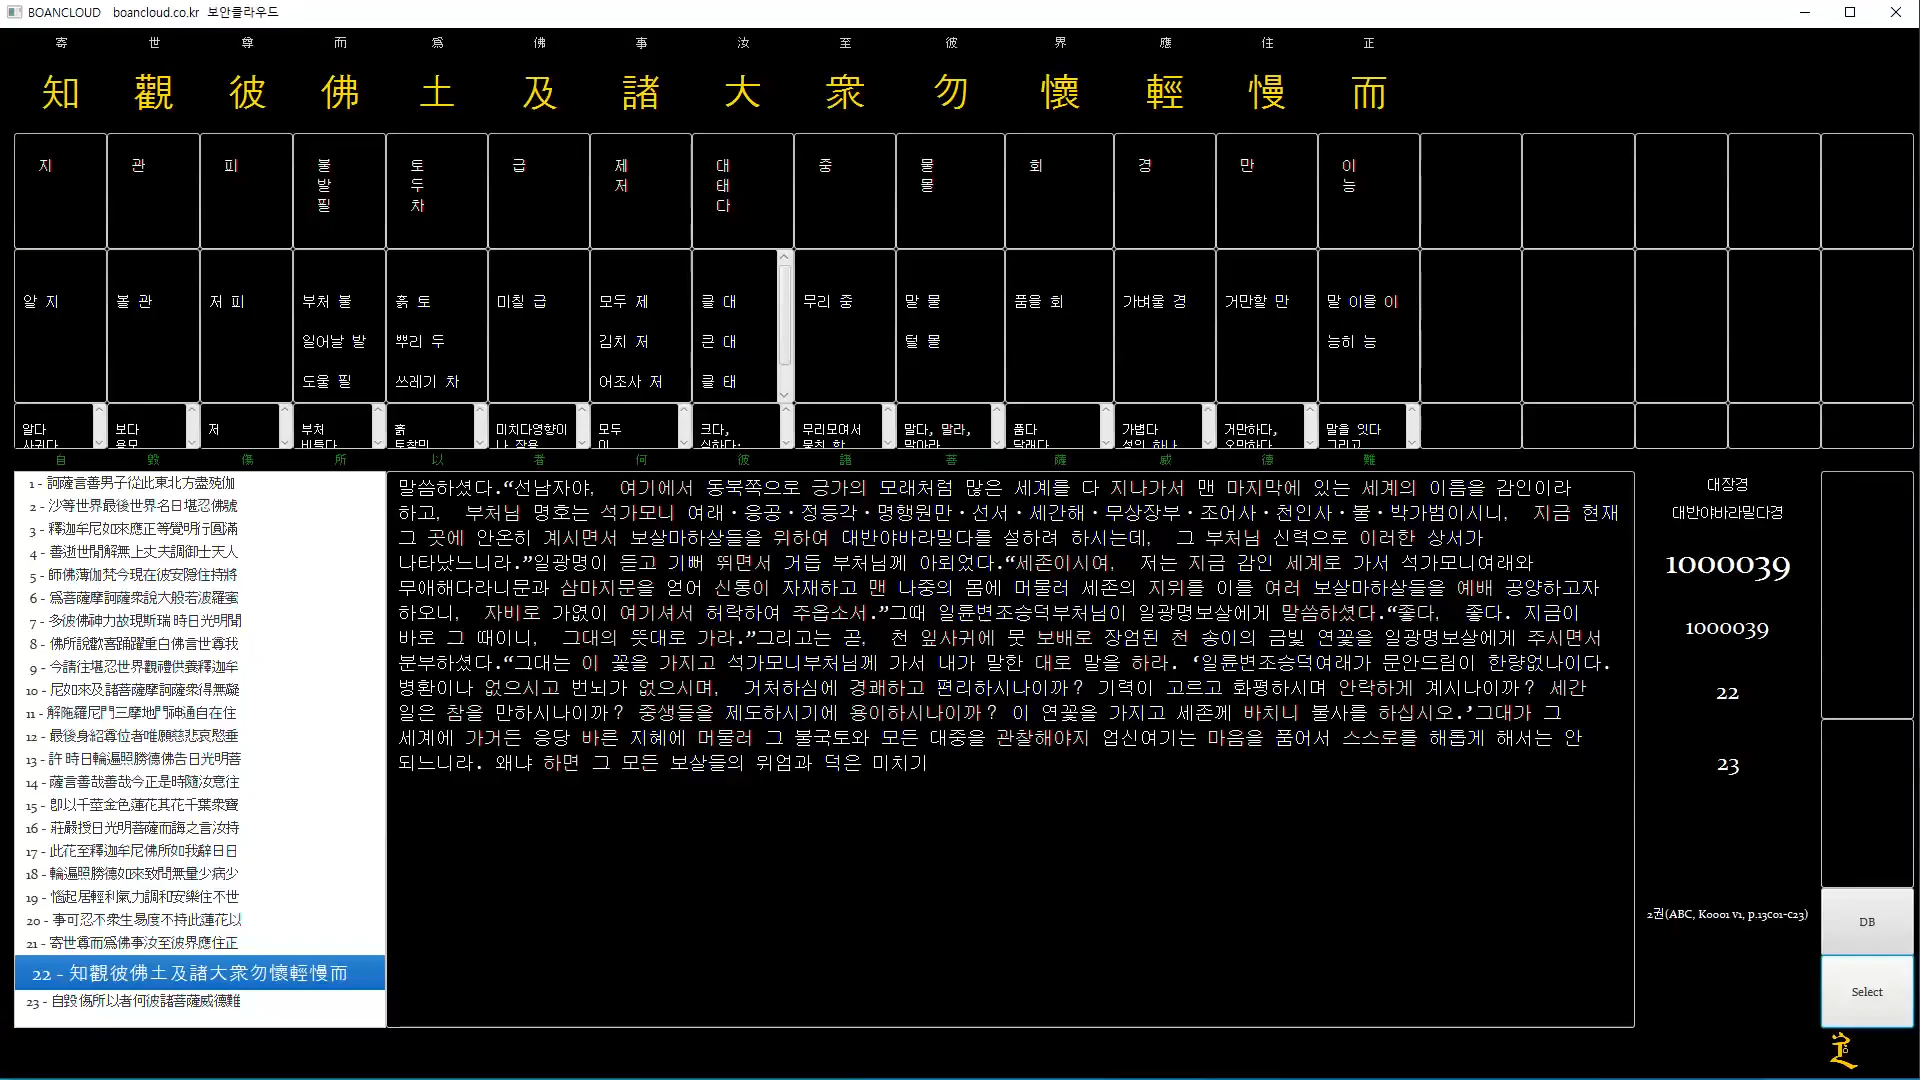 BOANCLOUD boancloud.co.kr 보안클라우드
寄 世 尊 而 爲 佛 事 汝 至 彼 界 應 住 正
知 觀 彼 佛 土 及 諸 大 衆 勿 懷 輕 慢 而
지 관 피 불 토 급 제 대 중 물 회 경 만 이
발 두 저 태 몰 능
필 차 다
알 지 볼 관 저 피 부처 불 흙 토 미칠 급 모두 제 클 대 무리 중 말 물 품을 회 가벼울 경 거만할 만 말 이을 이
일어날 발 뿌리 두 김치 저 큰 대 털 몰 능히 능
도울 필 쓰레기 차 어조사 저 클 태
알다 보다 저 부처 흙 미치다영향이 모두 크다, 무리모여서 말다, 말라, 품다 가볍다 거만하다, 말을 잇다
自 毀 傷 所 以 者 何 彼 諸 菩 薩 威 德 難
1 - 訶薩言善男子從此東北方盡殑伽
2 - 沙等世界最後世界名曰堪忍佛號
3 - 釋迦牟尼如來應正等覺明行圓滿
4 - 善逝世間解無上丈夫調御士天人
5 - 師佛薄伽梵今現在彼安隱住持將
6 - 爲菩薩摩訶薩衆說大般若波羅蜜
7 - 多彼佛神力故現斯瑞 時日光明聞
8 - 佛所說歡喜踊躍重白佛言世尊我
9 - 今請往堪忍世界觀禮供養釋迦牟
10 - 尼如來及諸菩薩摩訶薩衆得無礙
11 - 解陁羅尼門三摩地門神通自在住
12 - 最後身紹尊位者唯願慈悲哀愍垂
13 - 許 時日輪遍照勝德佛告日光明菩
14 - 薩言善哉善哉今正是時隨汝意往
15 - 卽以千莖金色蓮花其花千葉衆寶
16 - 莊嚴授日光明菩薩而誨之言汝持
17 - 此花至釋迦牟尼佛所如我辭曰日
18 - 輪遍照勝德如來致問無量少病少
19 - 惱起居輕利氣力調和安樂住不世
20 - 事可忍不衆生易度不持此蓮花以
21 - 寄世尊而爲佛事汝至彼界應住正
22 - 知觀彼佛土及諸大衆勿懷輕慢而
23 - 自毀傷所以者何彼諸菩薩威德難
말씀하셨다.“선남자야, 여기에서 동북쪽으로 긍가의 모래처럼 많은 세계를 다 지나가서 맨 마지막에 있는 세계의 이름을 감인이라
하고, 부처님 명호는 석가모니 여래·응공·정등각·명행원만·선서·세간해·무상장부·조어사·천인사·불·박가범이시니, 지금 현재
그 곳에 안온히 계시면서 보살마하살들을 위하여 대반야바라밀다를 설하려 하시는데, 그 부처님 신력으로 이러한 상서가
나타났느니라.”일광명이 듣고 기뻐 뛰면서 거듭 부처님께 아뢰었다.“세존이시여, 저는 지금 감인 세계로 가서 석가모니여래와
무애해다라니문과 삼마지문을 얻어 신통이 자재하고 맨 나중의 몸에 머물러 세존의 지위를 이를 여러 보살마하살들을 예배 공양하고자
하오니, 자비로 가엾이 여기셔서 허락하여 주옵소서.”그때 일륜변조승덕부처님이 일광명보살에게 말씀하셨다.“좋다, 좋다. 지금이
바로 그 때이니, 그대의 뜻대로 가라.”그리고는 곧, 천 잎사귀에 뭇 보배로 장엄된 천 송이의 금빛 연꽃을 일광명보살에게 주시면서
분부하셨다.“그대는 이 꽃을 가지고 석가모니부처님께 가서 내가 말한 대로 말을 하라. ‘일륜변조승덕여래가 문안드림이 한량없나이다.
병환이나 없으시고 번뇌가 없으시며, 거처하심에 경쾌하고 편리하시나이까? 기력이 고르고 화평하시며 안락하게 계시나이까? 세간
일은 참을 만하시나이까? 중생들을 제도하시기에 용이하시나이까? 이 연꽃을 가지고 세존께 바치니 불사를 하십시오.’그대가 그
세계에 가거든 응당 바른 지혜에 머물러 그 불국토와 모든 대중을 관찰해야지 업신여기는 마음을 품어서 스스로를 해롭게 해서는 안
되느니라. 왜냐 하면 그 모든 보살들의 위엄과 덕은 미치기
대장경
대반야바라밀다경
1000039
1000039
22
23
2권(ABC, K0001 v1, p.13c01-c23)
DB
Select